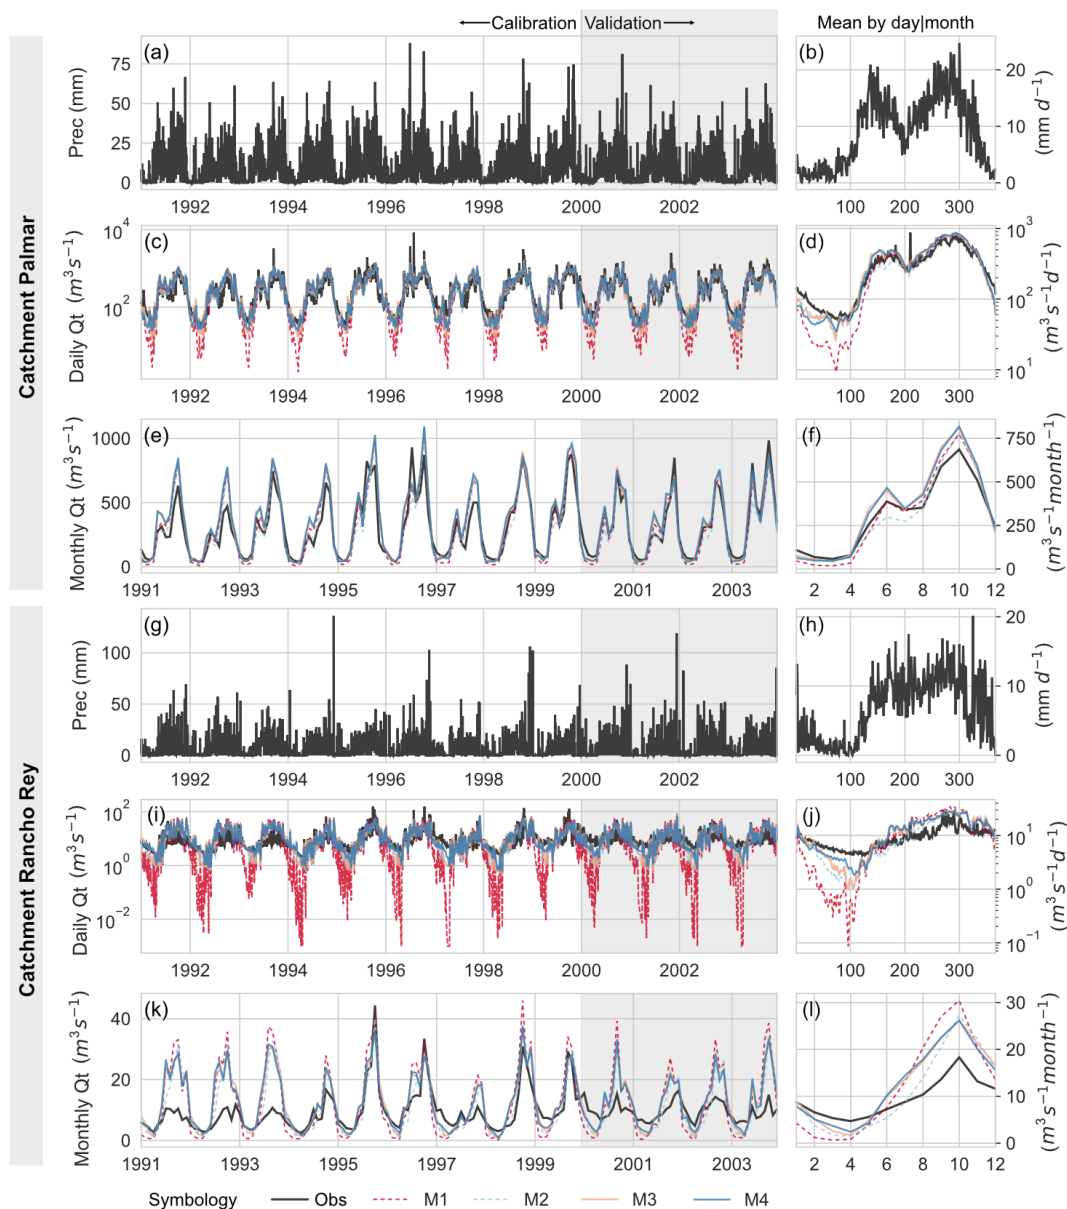 Calibration Validation
Mean by day|month
Catchment Palmar
(a)
Prec (mm)
75
50
25
0
1992 1994 1996 1998 2000 2002
(b)
20
10
0
(mm d⁻¹)
100 200 300
(c)
Daily Qt (m³s⁻¹)
10⁴
10²
1992 1994 1996 1998 2000 2002
(d)
10³
10²
10¹
(m³s⁻¹d⁻¹)
100 200 300
(e)
Monthly Qt (m³s⁻¹)
1000
500
0
1991 1993 1995 1997 1999 2001 2003
(f)
750
500
250
0
(m³s⁻¹month⁻¹)
2 4 6 8 10 12
Catchment Rancho Rey
(g)
Prec (mm)
100
50
0
1992 1994 1996 1998 2000 2002
(h)
20
10
0
(mm d⁻¹)
100 200 300
(i)
Daily Qt (m³s⁻¹)
10²
10⁰
10⁻²
1992 1994 1996 1998 2000 2002
(j)
10¹
10⁰
10⁻¹
(m³s⁻¹d⁻¹)
100 200 300
(k)
Monthly Qt (m³s⁻¹)
40
20
0
1991 1993 1995 1997 1999 2001 2003
(l)
30
20
10
0
(m³s⁻¹month⁻¹)
2 4 6 8 10 12
Symbology Obs M1 M2 M3 M4